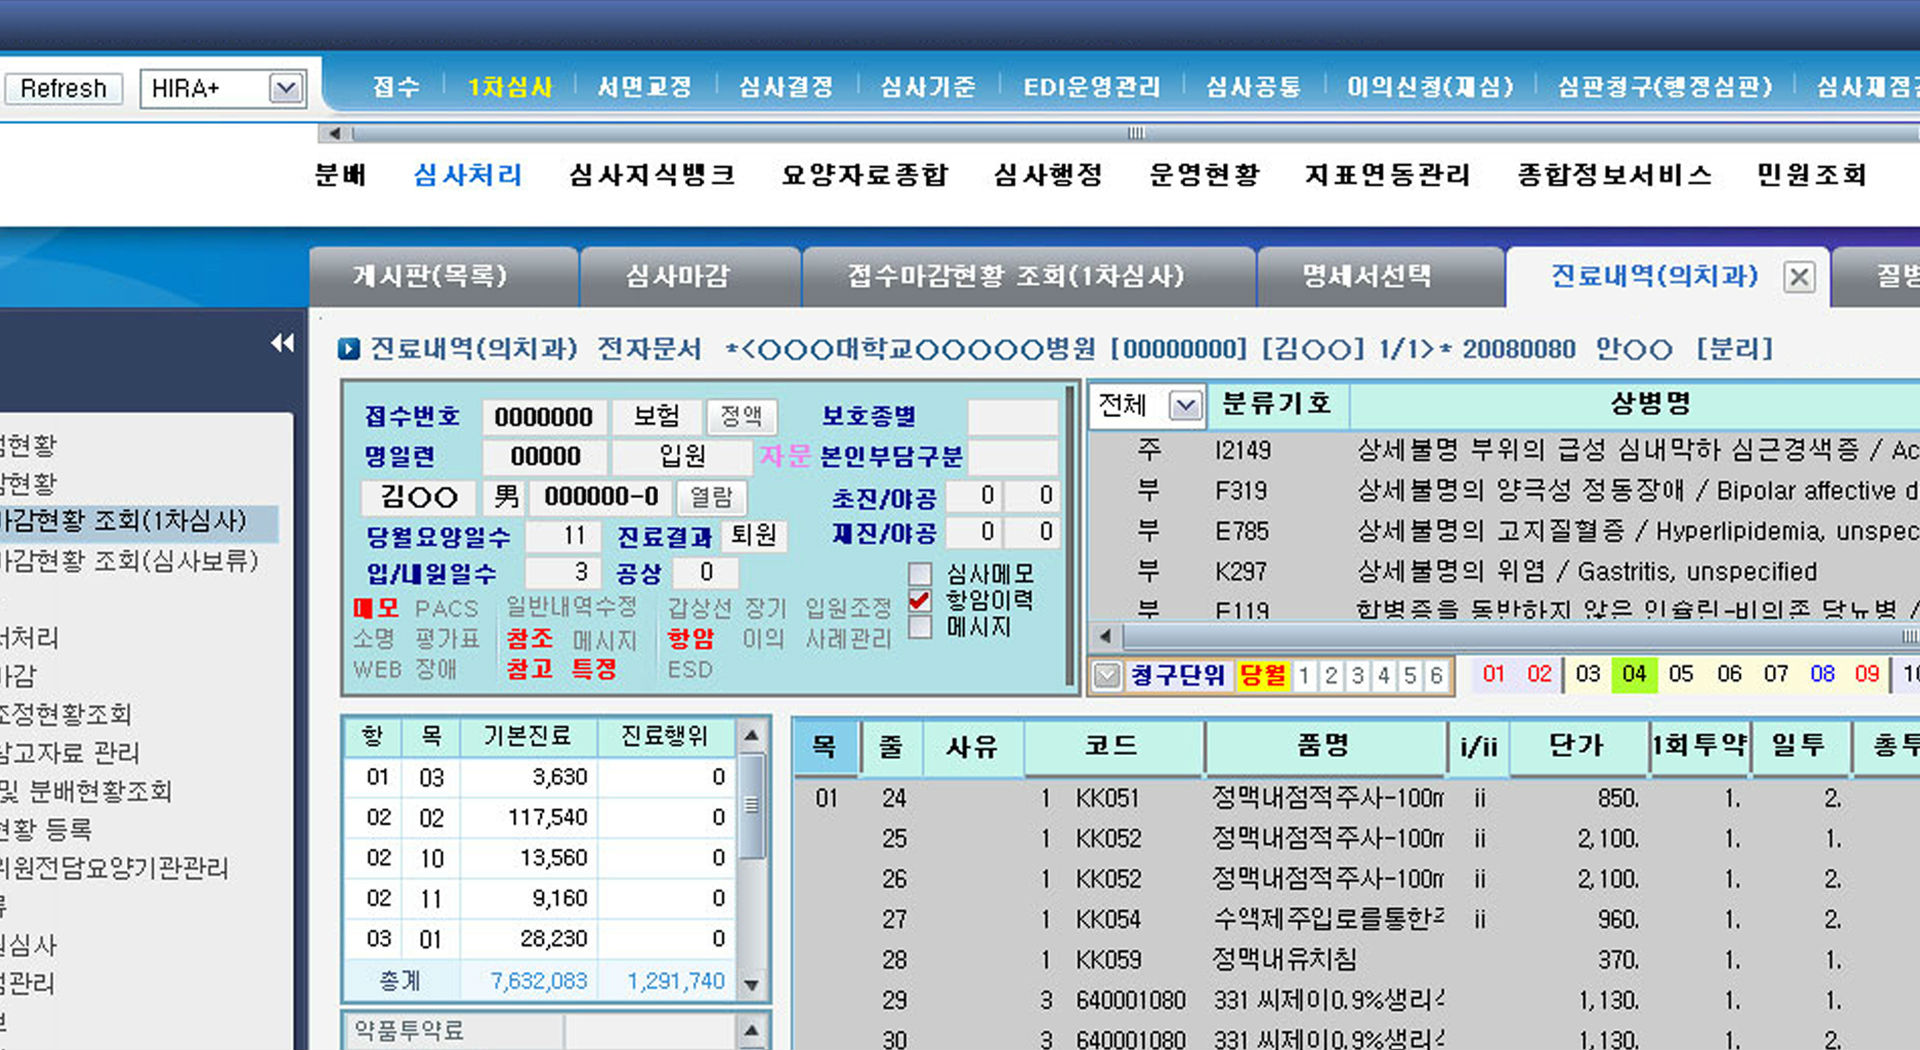 Refresh HIRA+ 접수 1차심사 서면교정 심사결정 심사기준 EDI운영관리 심사공통 이의신청(재심) 심판청구(행정심판) 심사재점
분배 심사처리 심사지식뱅크 요양자료종합 심사행정 운영현황 지표연동관리 종합정보서비스 민원조회
게시판(목록) 심사마감 접수마감현황 조회(1차심사) 명세서선택 진료내역(의치과) 질병
진료내역(의치과) 전자문서 *<○○○대학교○○○○○병원 [00000000] [김○○] 1/1>* 20080080 안○○ [분리]
현황
현황
마감현황 조회(1차심사)
마감현황 조회(심사보류)
서처리
마감
조정현황조회
참고자료 관리
및 분배현황조회
현황 등록
위원전담요양기관관리
심사
관리
접수번호 0000000 보험 정액 보호종별
명일련 00000 입원 자문 본인부담구분
김○○ 男 000000-0 열람 초진/야공 0 0
당월요양일수 11 진료결과 퇴원 재진/야공 0 0
입/내원일수 3 공상 0 심사메모
항암이력
메시지
메모 PACS 일반내역수정 갑상선 장기 입원조정
소명 평가표 참조 메시지 항암 이의 사례관리
WEB 장애 참고 특정 ESD
전체 분류기호 상병명
주 I2149 상세불명 부위의 급성 심내막하 심근경색증 / Ac
부 F319 상세불명의 양극성 정동장애 / Bipolar affective d
부 E785 상세불명의 고지질혈증 / Hyperlipidemia, unspec
부 K297 상세불명의 위염 / Gastritis, unspecified
부 E119 합병증을 동반하지 않은 인슐린-비의존 당뇨병 /
청구단위 당월 1 2 3 4 5 6 01 02 03 04 05 06 07 08 09 10
항 목 기본진료 진료행위
01 03 3,630 0
02 02 117,540 0
02 10 13,560 0
02 11 9,160 0
03 01 28,230 0
총계 7,632,083 1,291,740
약품투약료
목 줄 사유 코드 품명 i/ii 단가 1회투약 일투 총투
01 24 1 KK051 정맥내점적주사-100m ii 850. 1. 2.
25 1 KK052 정맥내점적주사-100m ii 2,100. 1. 1.
26 1 KK052 정맥내점적주사-100m ii 2,100. 1. 2.
27 1 KK054 수액제주입로를통한주 ii 960. 1. 2.
28 1 KK059 정맥내유치침 370. 1. 1.
29 3 640001080 331 씨제이0.9%생리 1,130. 1. 1.
30 3 640001080 331 씨제이0.9%생리 1,130. 1. 2.